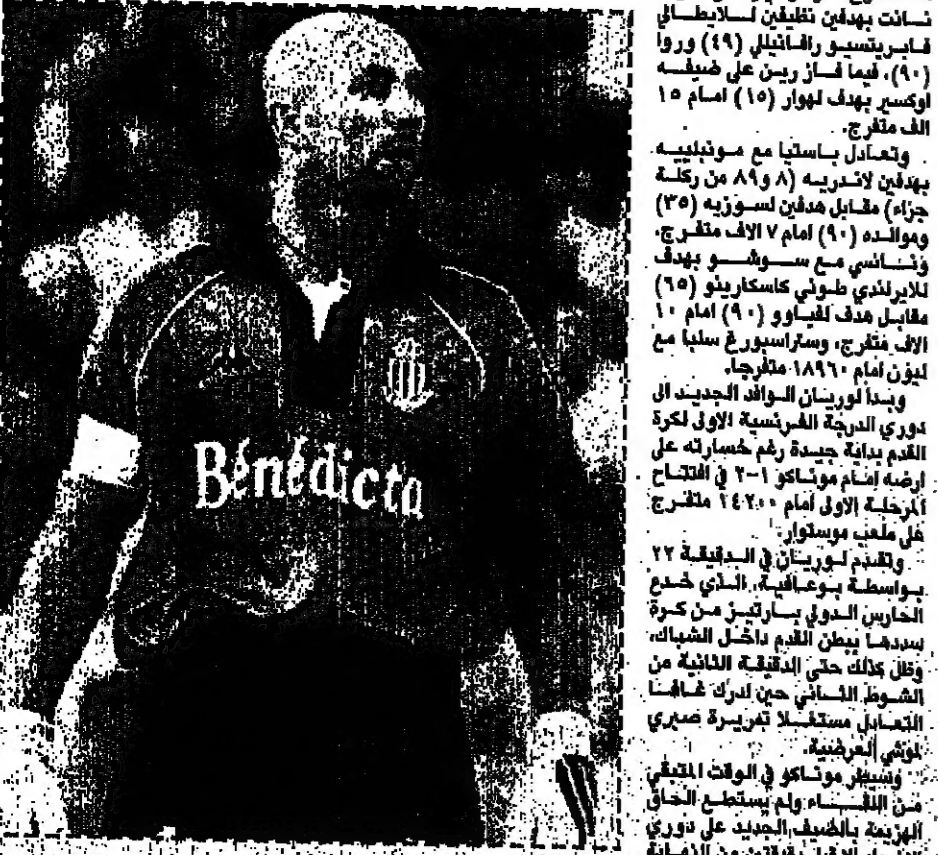 نانت بهدفين نظيفين للايطالي
فابريتسيو رافانيللي (٤٩) وروا
(٩٠)، فيما فاز رين على ضيفه
اوكسير بهدف لهوار (١٥) امام ١٥
الف متفرج.
وتعادل باستيا مع مونبلييه
بهدفين لاندريه (٨ و٨٩ من ركلة
جزاء) مقابل هدفين لسوزيه (٣٥)
وموالده (٩٠) امام ٧ الاف متفرج،
ونانسي مع سوشو بهدف
للايرلندي طوني كاسكارينو (٦٥)
مقابل هدف لفياوو (٩٠) امام ١٠
الاف متفرج، وستراسبورغ سلبا مع
ليون امام ١٨٩٦٠ متفرجا.
وبدا لوريان الوافد الجديد الى
دوري الدرجة الفرنسية الاولى لكرة
القدم بداية جيدة رغم خسارته على
ارضه امام موناكو ١-٢ في افتتاح
المرحلة الاولى امام ١٤٢٠٠ متفرج
على ملعب موستوار.
وتقدم لوريان في الدقيقة ٢٢
بواسطة بوعافية، الذي خدع
الحارس الدولي بارتيز من كرة
سددها ببطن القدم داخل الشباك،
وظل كذلك حتى الدقيقة الثانية من
الشوط الثاني حين ادرك غافا
التعادل مستغلا تمريرة صبري
لموشي العرضية.
وسيطر موناكو في الوقت المتبقي
من اللقاء ولم يستطع الحاق
الهزيمة بالضيف الجديد على دوري
Bénédicta